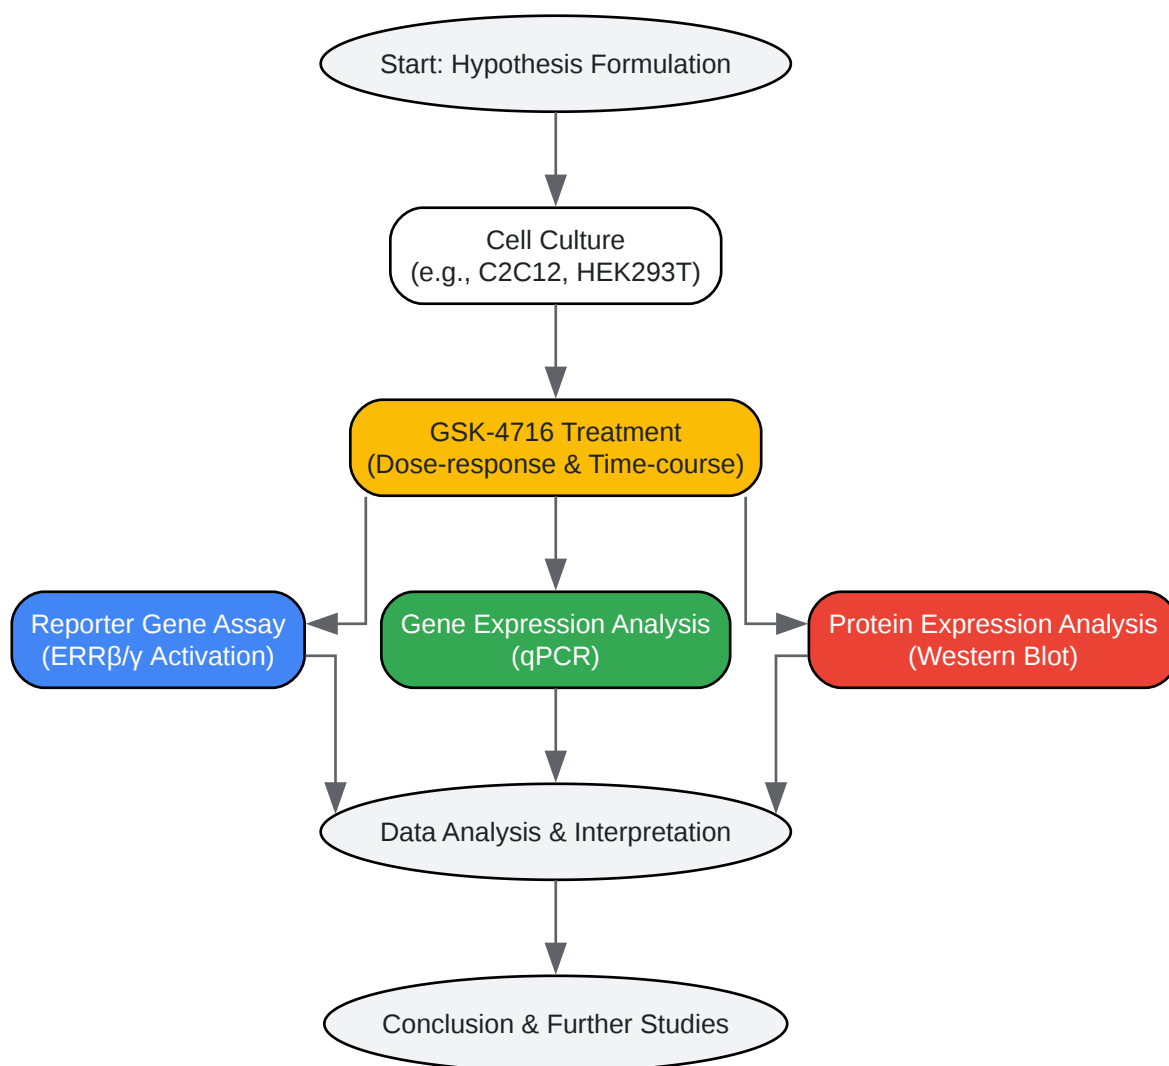 Start: Hypothesis Formulation
Cell Culture
(e.g., C2C12, HEK293T)
GSK-4716 Treatment
(Dose-response & Time-course)
Reporter Gene Assay
(ERRβ/γ Activation)
Gene Expression Analysis
(qPCR)
Protein Expression Analysis
(Western Blot)
Data Analysis & Interpretation
Conclusion & Further Studies